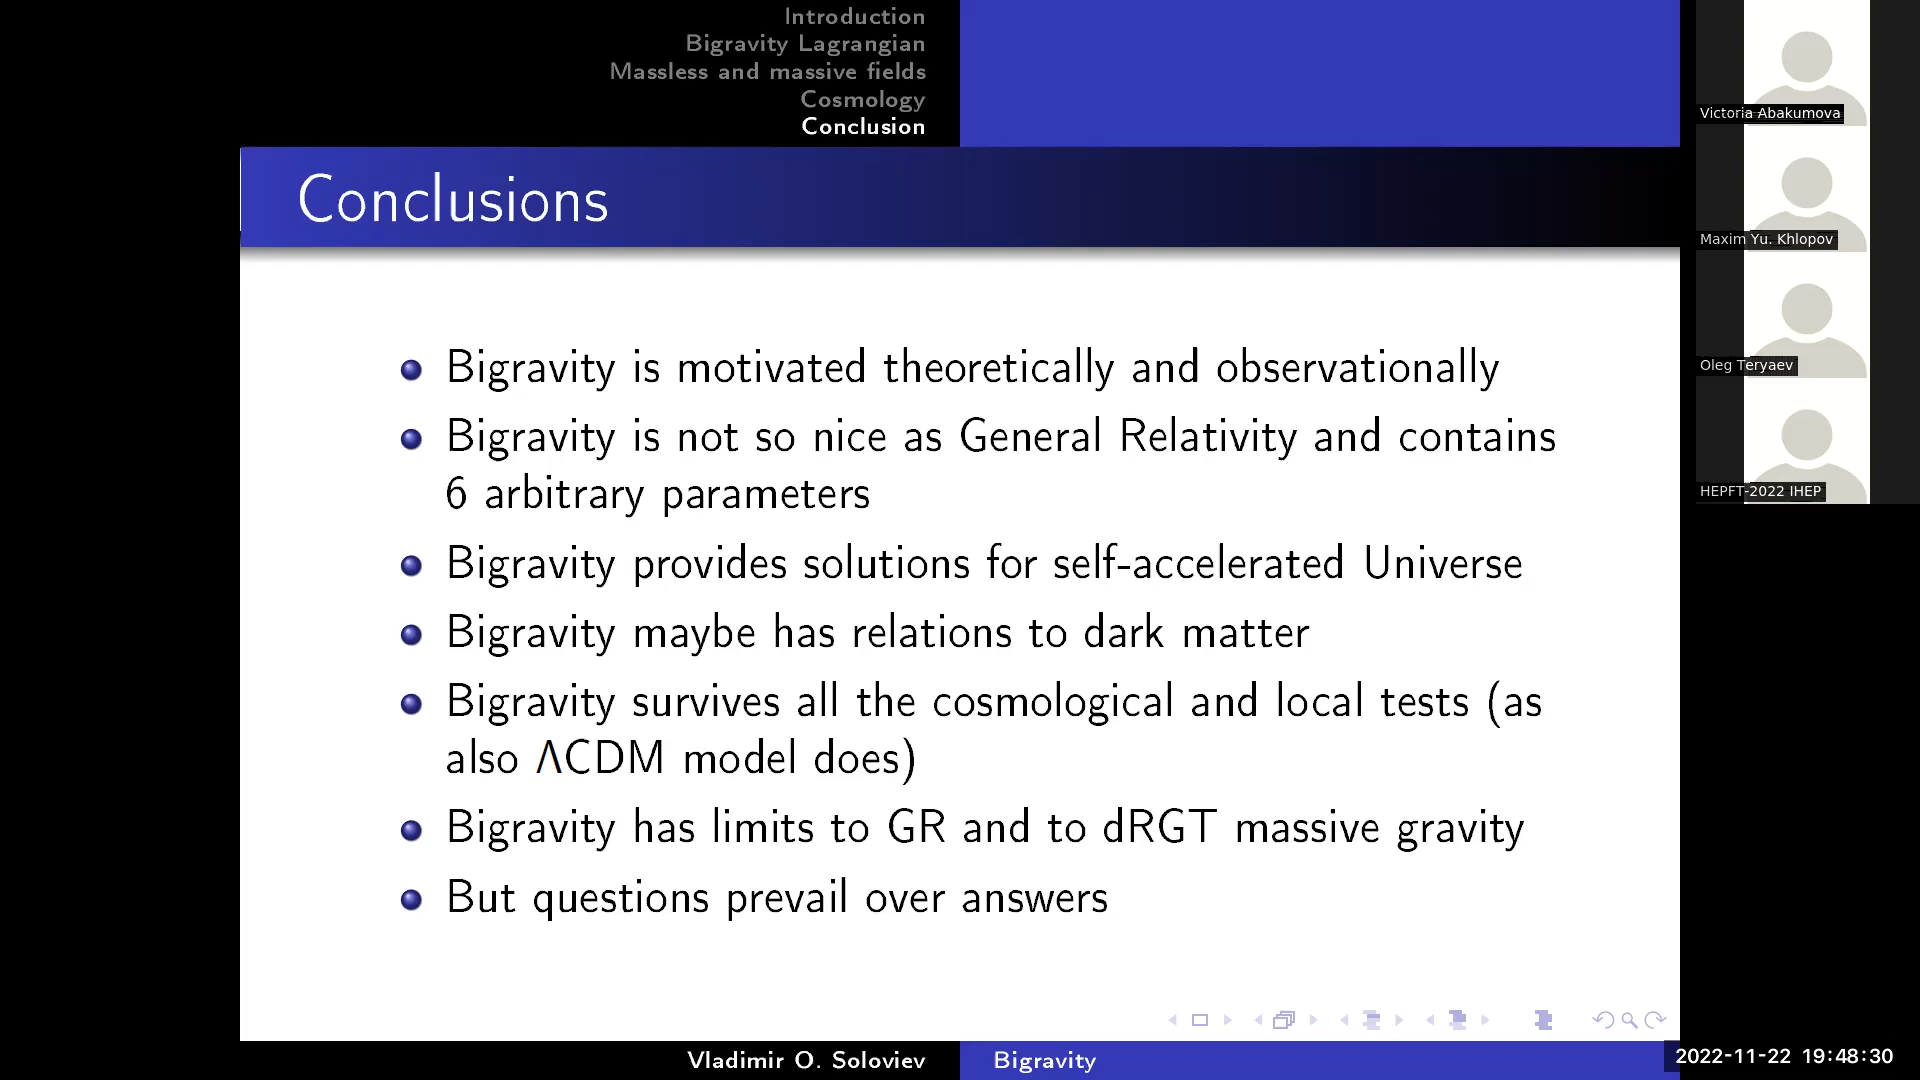 Introduction
Bigravity Lagrangian
Massless and massive fields
Cosmology
Conclusion
Conclusions
Bigravity is motivated theoretically and observationally
Bigravity is not so nice as General Relativity and contains
6 arbitrary parameters
Bigravity provides solutions for self-accelerated Universe
Bigravity maybe has relations to dark matter
Bigravity survives all the cosmological and local tests (as
also ΛCDM model does)
Bigravity has limits to GR and to dRGT massive gravity
But questions prevail over answers
Vladimir O. Soloviev
Bigravity
Victoria Abakumova
Maxim Yu. Khlopov
Oleg Teryaev
HEPFT-2022 IHEP
2022-11-22 19:48:30